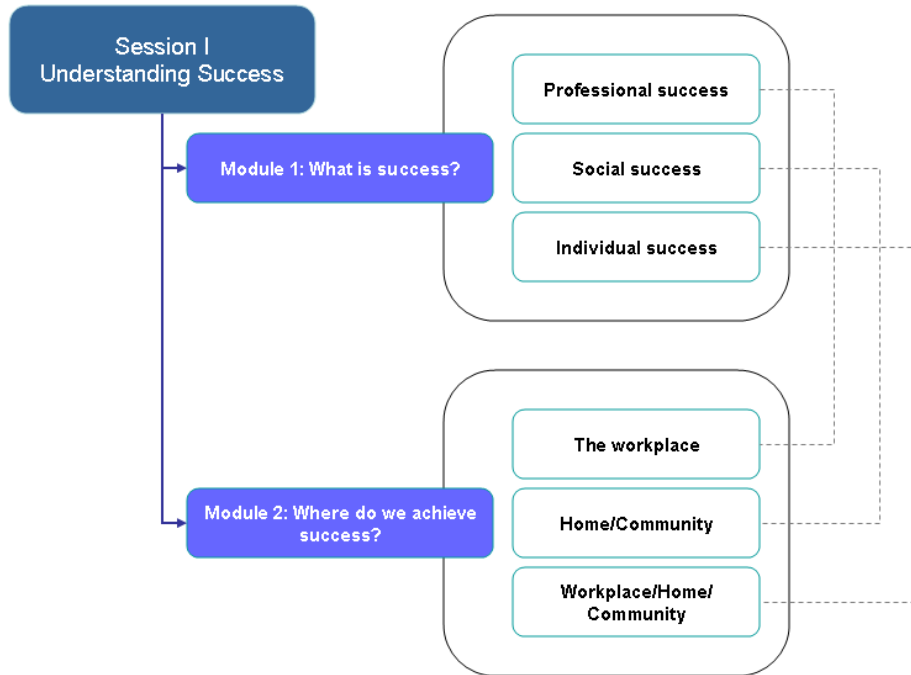 Session I
Understanding Success
Module 1: What is success?
Professional success
Social success
Individual success
Module 2: Where do we achieve
success?
The workplace
Home/Community
Workplace/Home/
Community